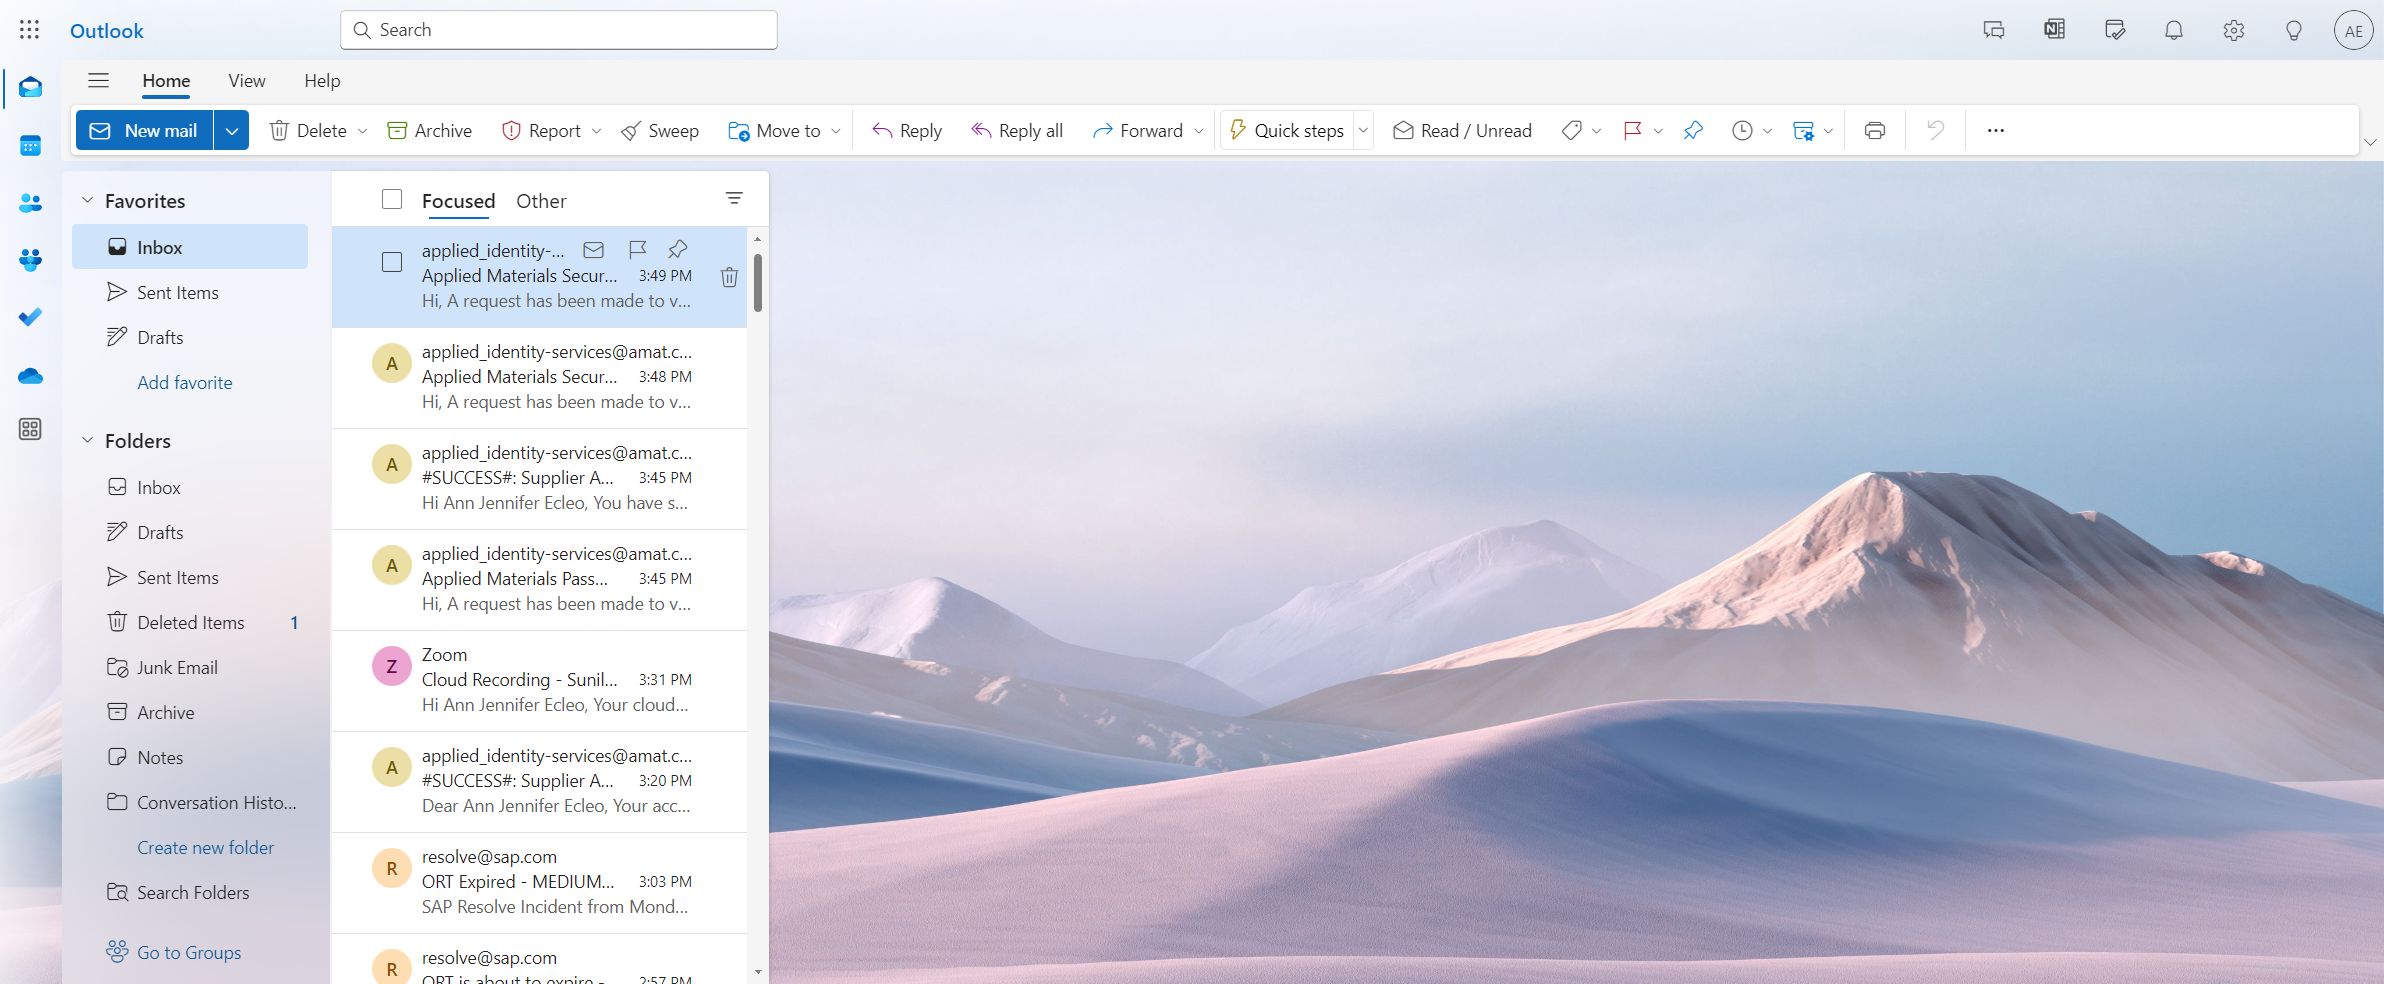 Outlook
Search
AE
Home View Help
New mail Delete Archive Report Sweep Move to Reply Reply all Forward Quick steps Read / Unread
Favorites
Inbox
Sent Items
Drafts
Add favorite
Folders
Inbox
Drafts
Sent Items
Deleted Items 1
Junk Email
Archive
Notes
Conversation Histo...
Create new folder
Search Folders
Go to Groups
Focused Other
applied_identity-...
Applied Materials Secur... 3:49 PM
Hi, A request has been made to v...
A
applied_identity-services@amat.c...
Applied Materials Secur... 3:48 PM
Hi, A request has been made to v...
A
applied_identity-services@amat.c...
#SUCCESS#: Supplier A... 3:45 PM
Hi Ann Jennifer Ecleo, You have s...
A
applied_identity-services@amat.c...
Applied Materials Pass... 3:45 PM
Hi, A request has been made to v...
Z
Zoom
Cloud Recording - Sunil... 3:31 PM
Hi Ann Jennifer Ecleo, Your cloud...
A
applied_identity-services@amat.c...
#SUCCESS#: Supplier A... 3:20 PM
Dear Ann Jennifer Ecleo, Your acc...
R
resolve@sap.com
ORT Expired - MEDIUM... 3:03 PM
SAP Resolve Incident from Mond...
R
resolve@sap.com
ORT is about to expire - 2:57 PM